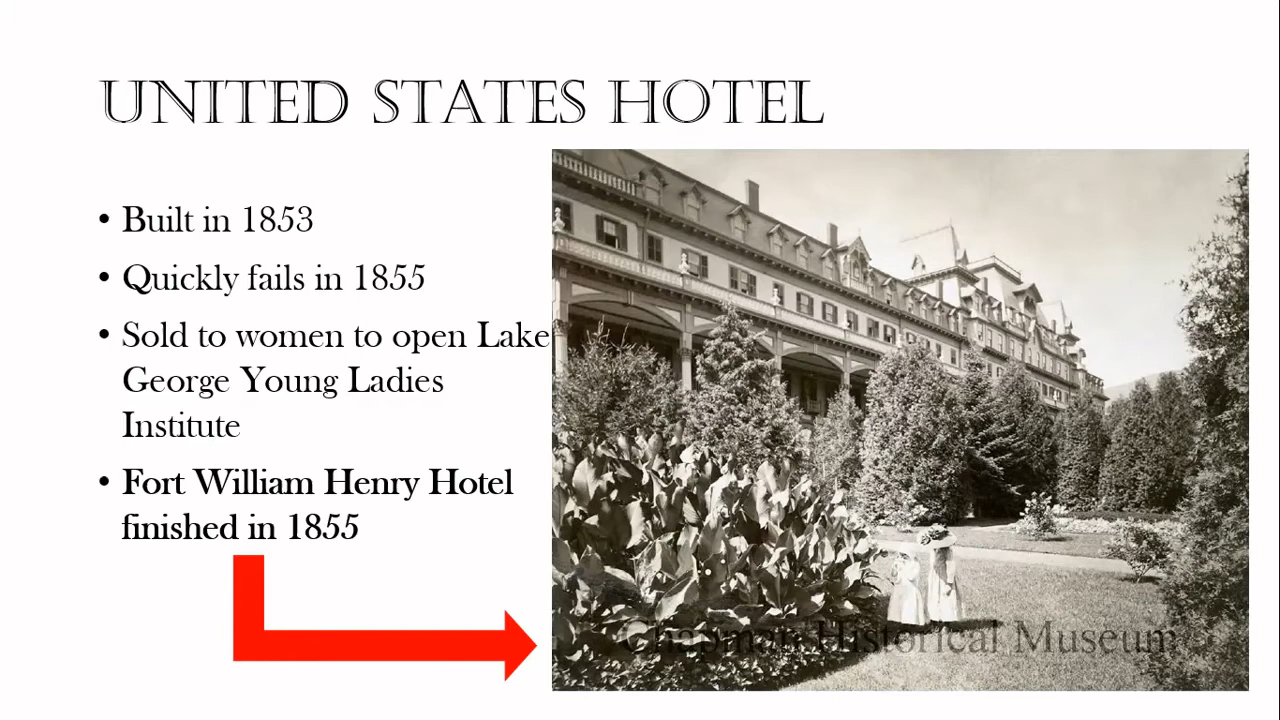 UNITED STATES HOTEL
• Built in 1853
• Quickly fails in 1855
• Sold to women to open Lake
George Young Ladies
Institute
• Fort William Henry Hotel
finished in 1855
Chapman Historical Museum